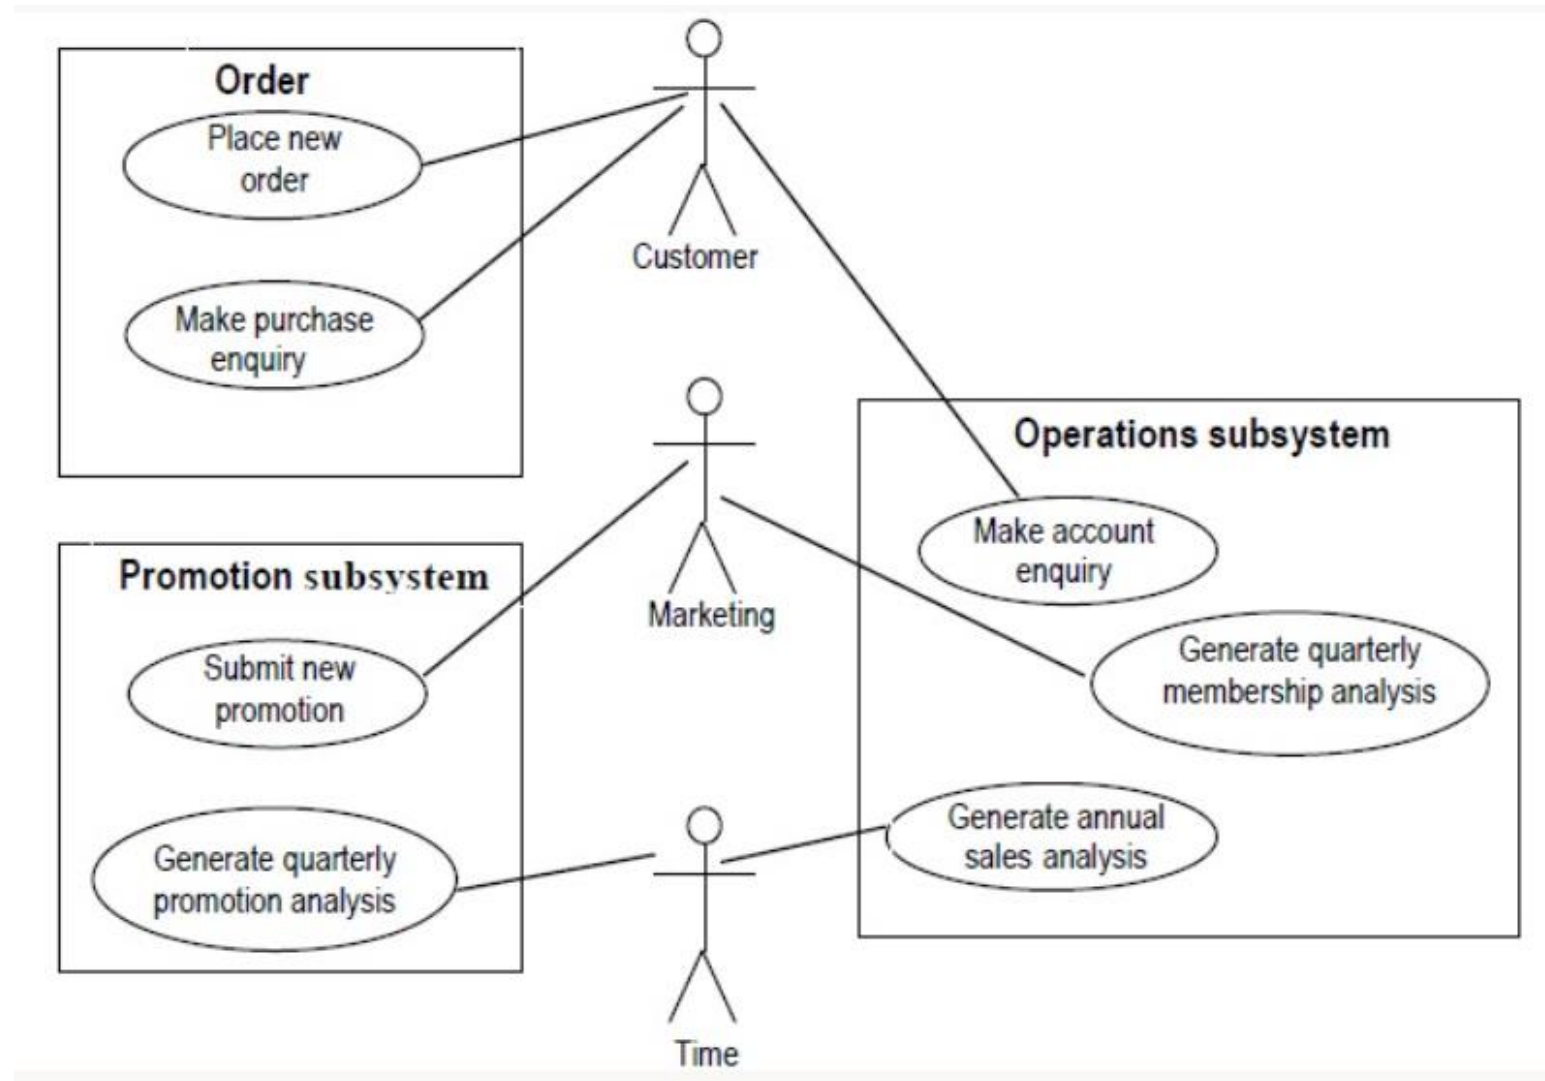 Order
Place new
order
Make purchase
enquiry
Customer
Operations subsystem
Make account
enquiry
Generate quarterly
membership analysis
Generate annual
sales analysis
Marketing
Promotion subsystem
Submit new
promotion
Generate quarterly
promotion analysis
Time